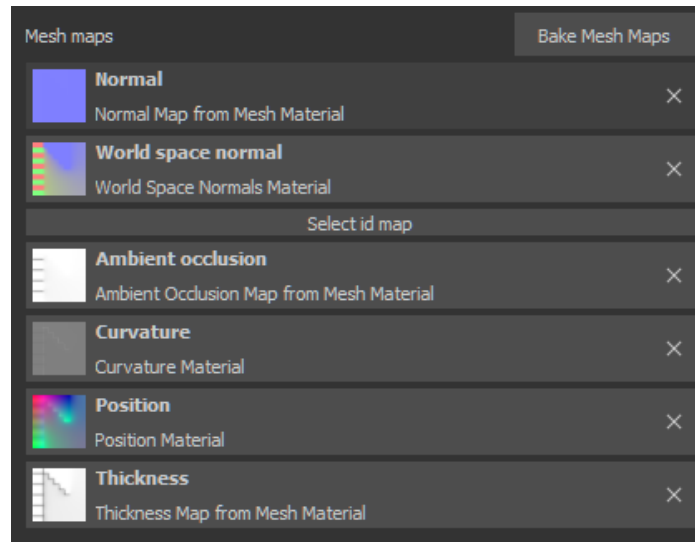 Mesh maps
Bake Mesh Maps
Normal
Normal Map from Mesh Material
World space normal
World Space Normals Material
Select id map
Ambient occlusion
Ambient Occlusion Map from Mesh Material
Curvature
Curvature Material
Position
Position Material
Thickness
Thickness Map from Mesh Material